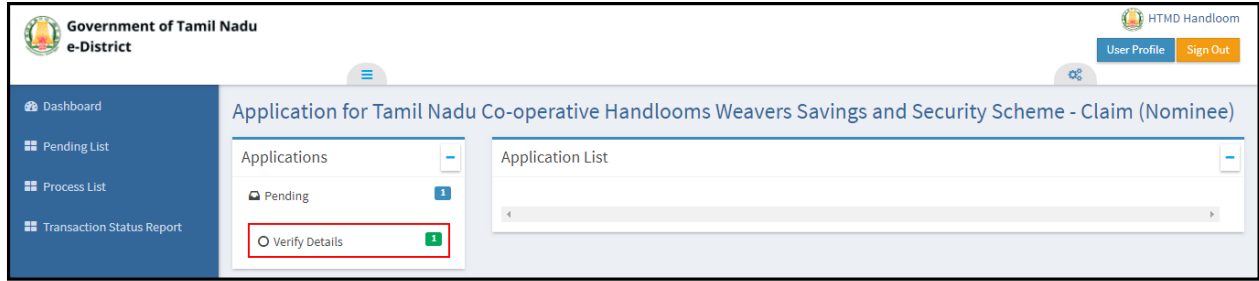 Government of Tamil Nadu
e-District
HTMD Handloom
User Profile
Sign Out
Dashboard
Pending List
Process List
Transaction Status Report
Application for Tamil Nadu Co-operative Handlooms Weavers Savings and Security Scheme - Claim (Nominee)
Applications
Pending 1
Verify Details 1
Application List